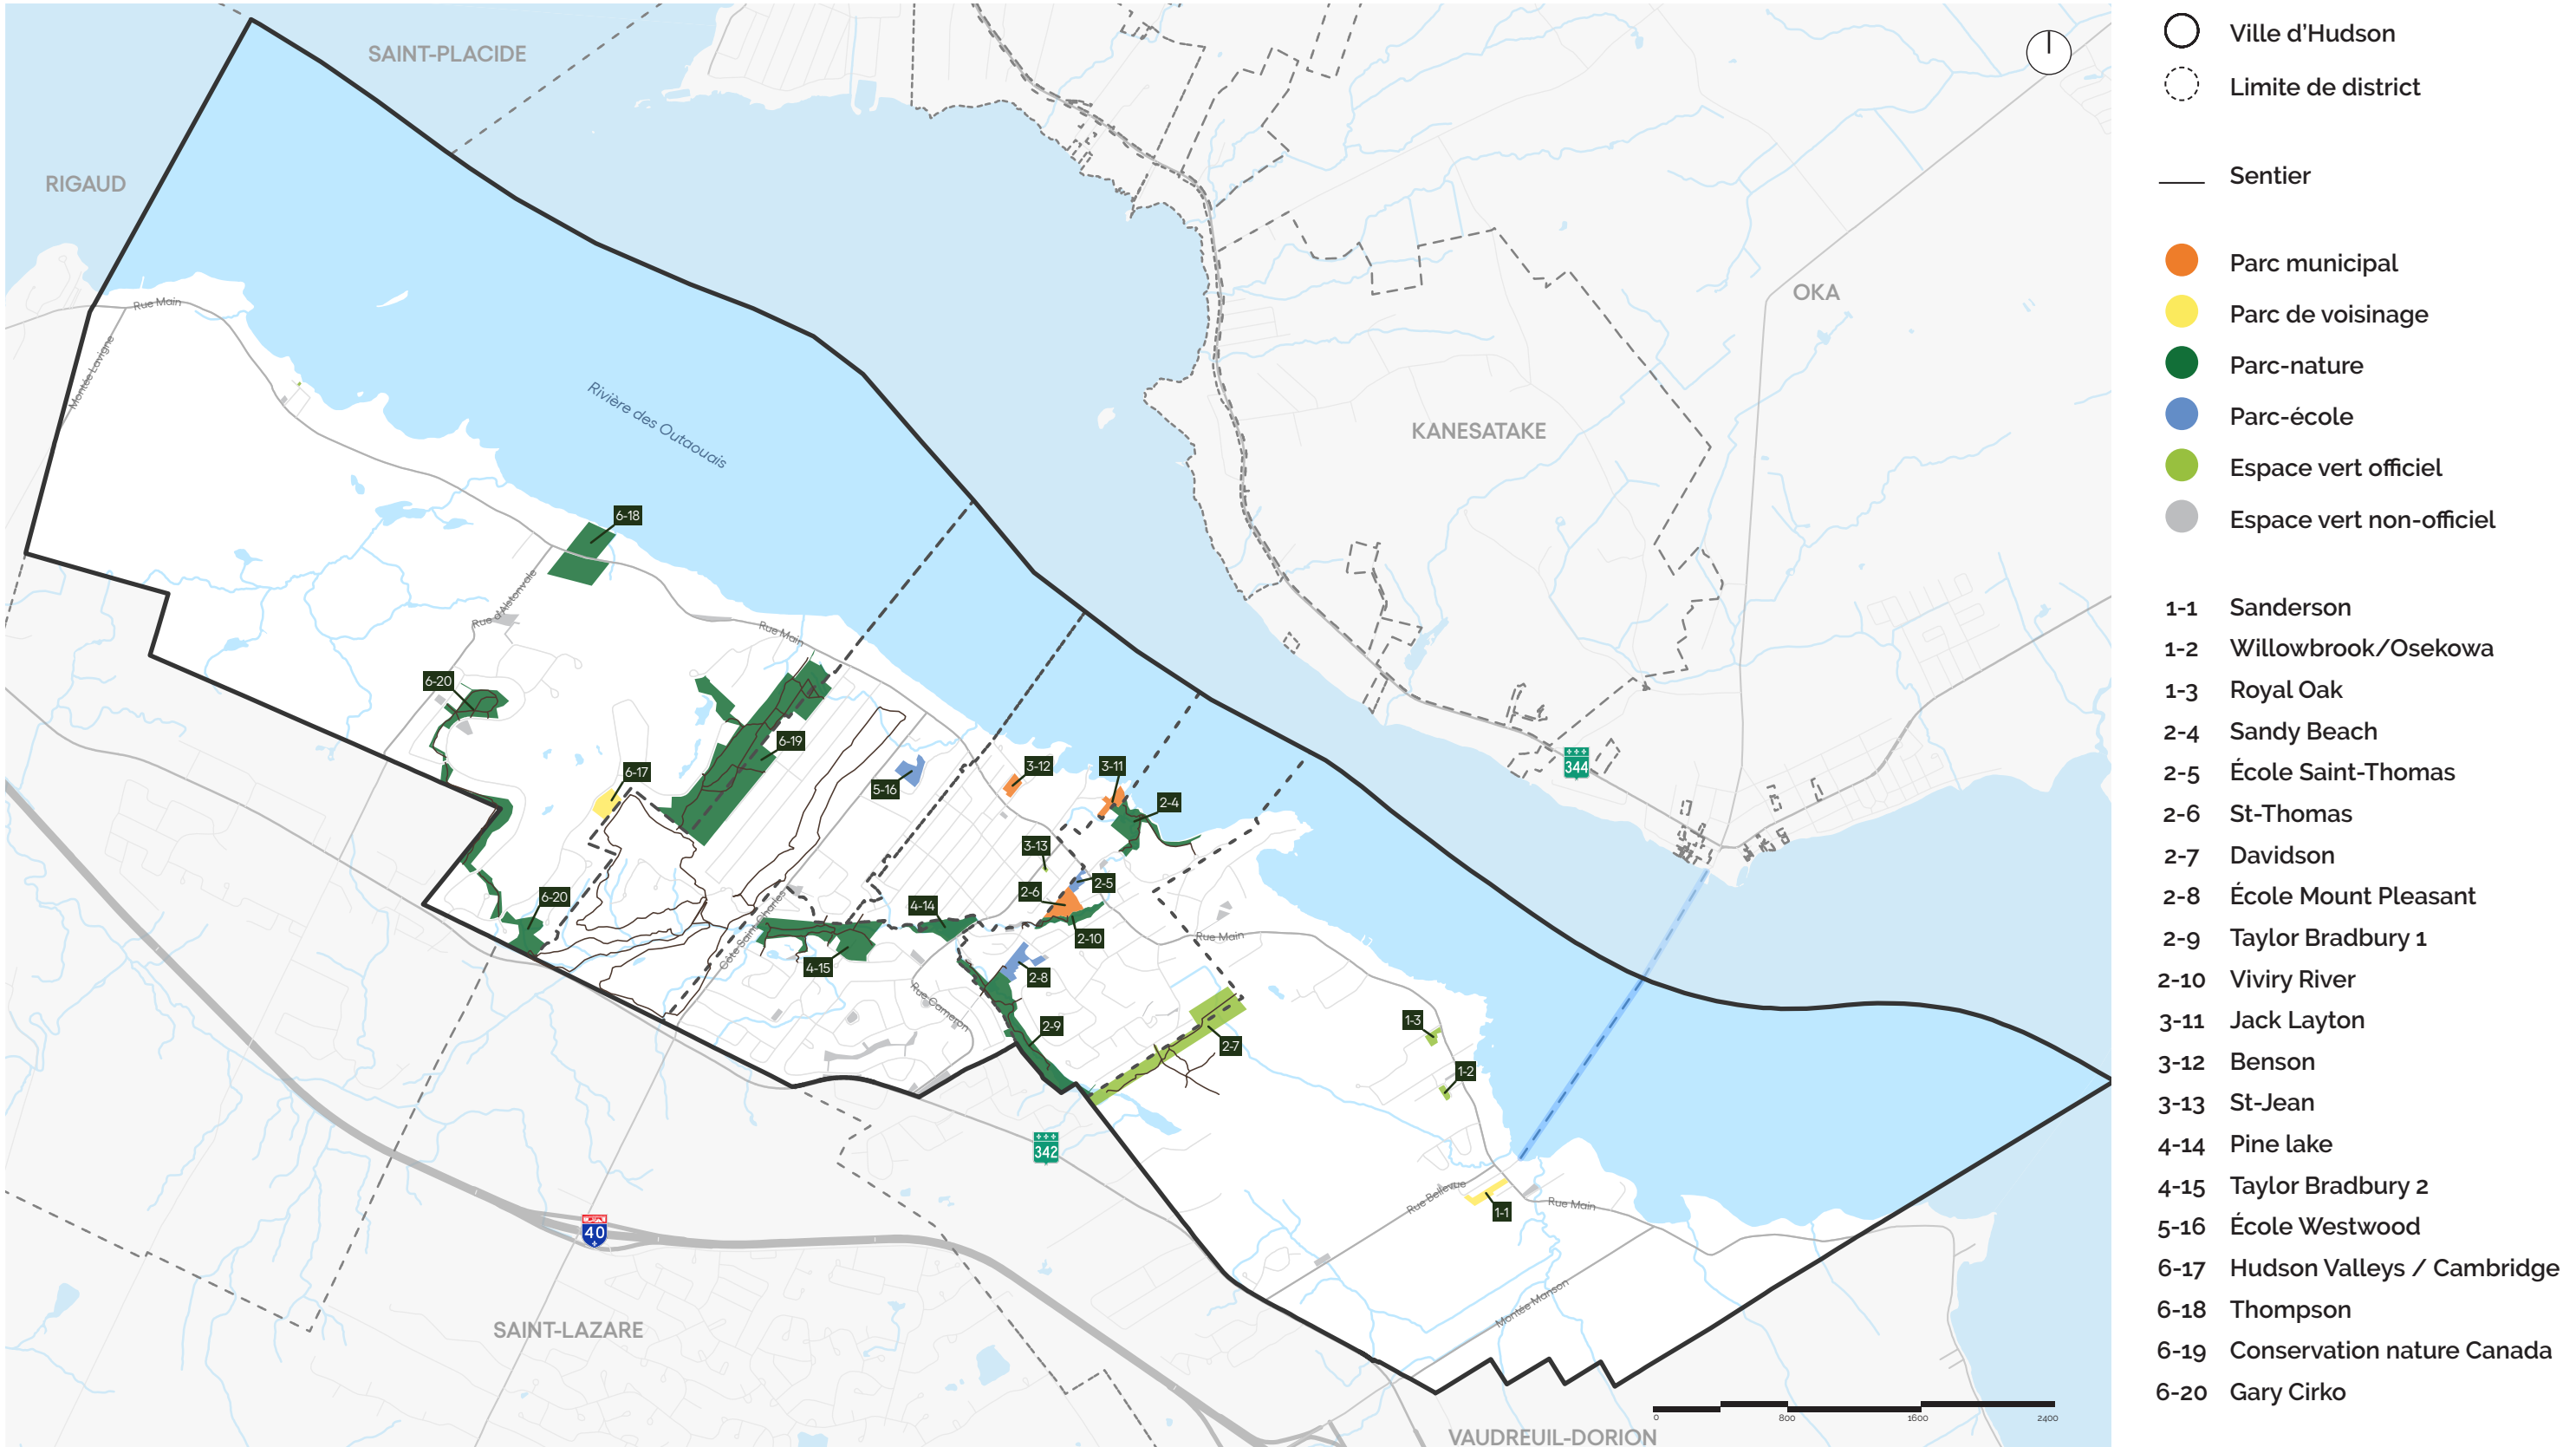 SAINT-PLACIDE
RIGAUD
Rue Main
Montée Lavigne
Rivière des Outaouais
OKA
KANESATAKE
6-18
Rue d'Alstonvale
Rue Main
6-20
6-19
6-17
5-16
3-12
3-11
2-4
344
3-13
2-5
2-6
4-14
6-20
2-10
Rue Main
Côte Saint-Charles
4-15
2-8
Rue Cameron
2-9
2-7
1-3
1-2
342
Rue Bellevue
1-1
Rue Main
40
Montée Manson
SAINT-LAZARE
VAUDREUIL-DORION
0 800 1600 2400
Ville d'Hudson
Limite de district
Sentier
Parc municipal
Parc de voisinage
Parc-nature
Parc-école
Espace vert officiel
Espace vert non-officiel
1-1 Sanderson
1-2 Willowbrook/Osekowa
1-3 Royal Oak
2-4 Sandy Beach
2-5 École Saint-Thomas
2-6 St-Thomas
2-7 Davidson
2-8 École Mount Pleasant
2-9 Taylor Bradbury 1
2-10 Viviry River
3-11 Jack Layton
3-12 Benson
3-13 St-Jean
4-14 Pine lake
4-15 Taylor Bradbury 2
5-16 École Westwood
6-17 Hudson Valleys / Cambridge
6-18 Thompson
6-19 Conservation nature Canada
6-20 Gary Cirko